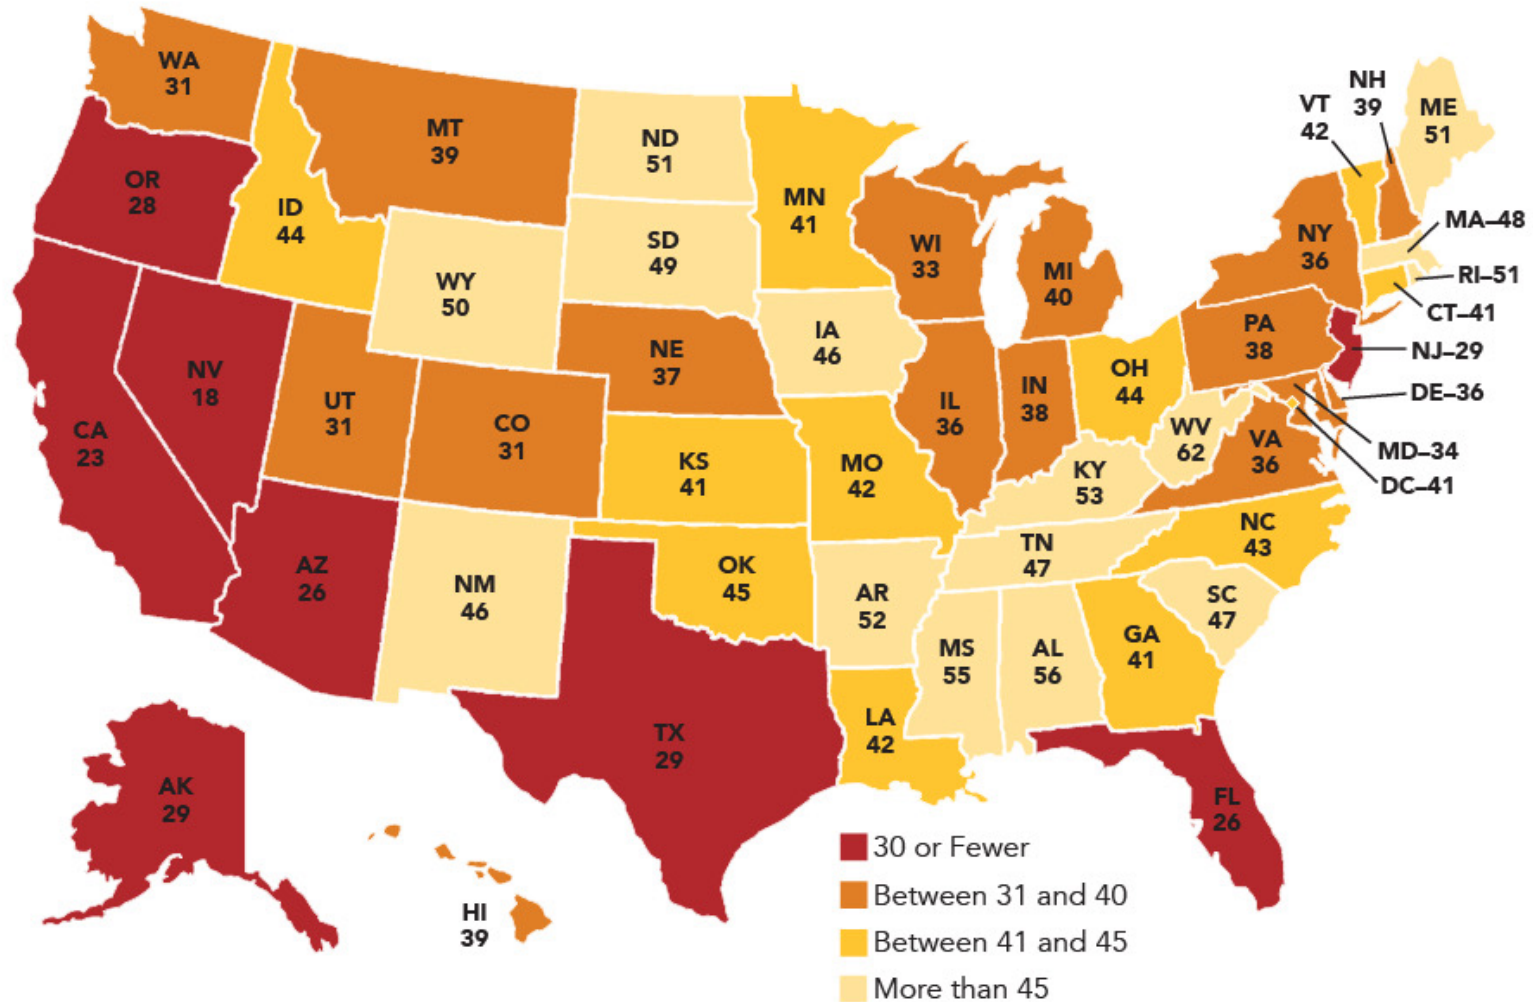 WA
31
OR
28
CA
23
NV
18
ID
44
MT
39
WY
50
UT
31
CO
31
AZ
26
NM
46
ND
51
SD
49
NE
37
KS
41
OK
45
TX
29
MN
41
IA
46
MO
42
AR
52
LA
42
WI
33
IL
36
MI
40
IN
38
OH
44
KY
53
TN
47
MS
55
AL
56
GA
41
FL
26
SC
47
NC
43
VA
36
WV
62
PA
38
NY
36
VT
42
NH
39
ME
51
MA–48
RI–51
CT–41
NJ–29
DE–36
MD–34
DC–41
AK
29
HI
39
30 or Fewer
Between 31 and 40
Between 41 and 45
More than 45